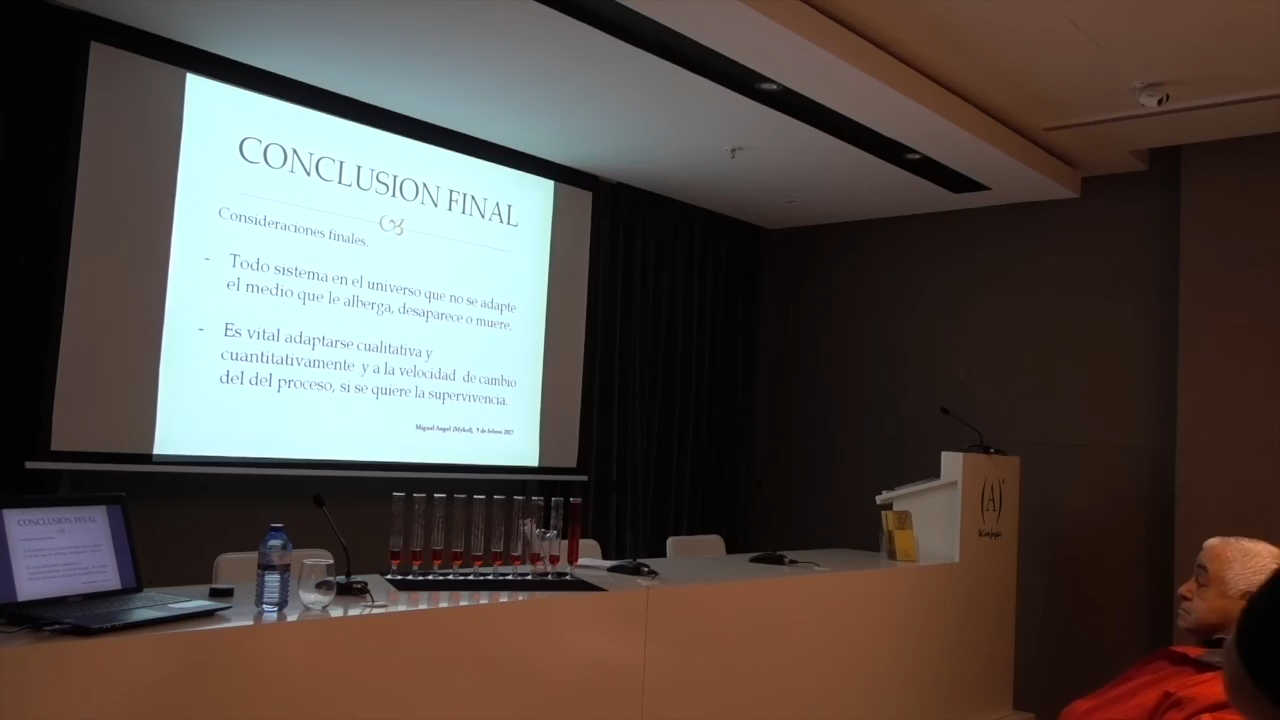 CONCLUSION FINAL
Consideraciones finales.
- Todo sistema en el universo que no se adapte
el medio que le alberga, desaparece o muere.
- Es vital adaptarse cualitativa y
cuantitativamente y a la velocidad de cambio
del del proceso, si se quiere la supervivencia.
Miguel Angel (Mykol), 9 de febrero 2017.
CONCLUSION FINAL
(A)